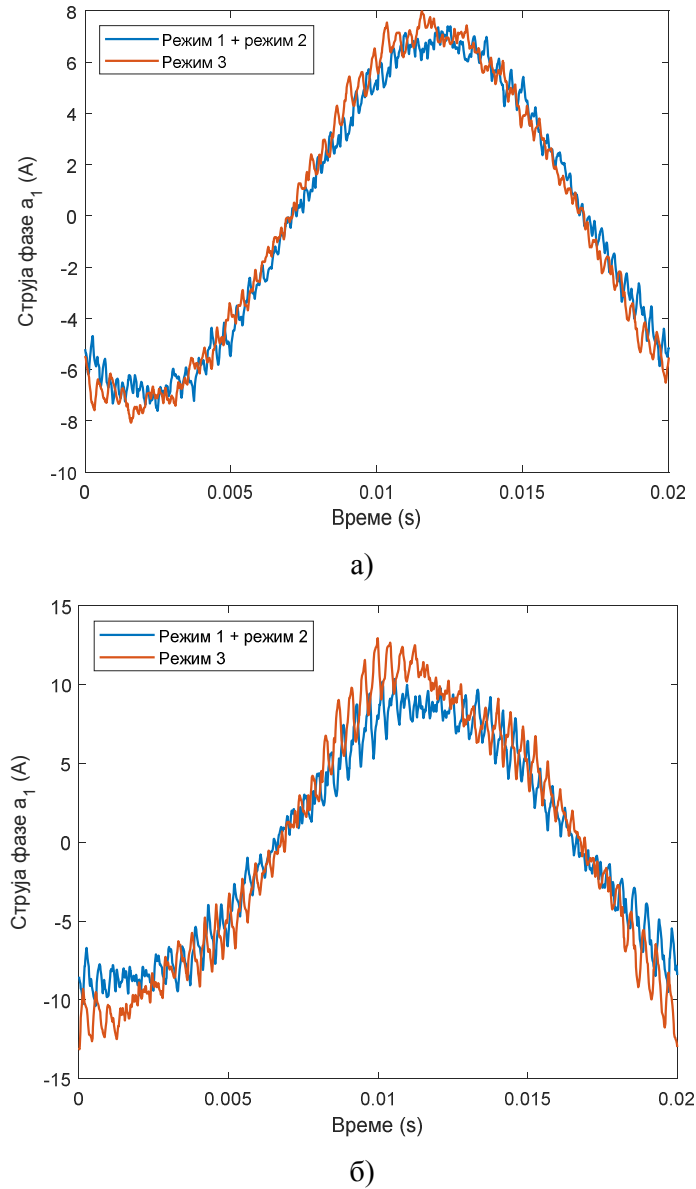 8
6
4
2
0
-2
-4
-6
-8
-10
Режим 1 + режим 2
Режим 3
Струја фазе a1 (А)
0
0.005
0.01
0.015
0.02
Време (s)
а)
15
10
5
0
-5
-10
-15
Режим 1 + режим 2
Режим 3
Струја фазе a1 (А)
0
0.005
0.01
0.015
0.02
Време (s)
б)